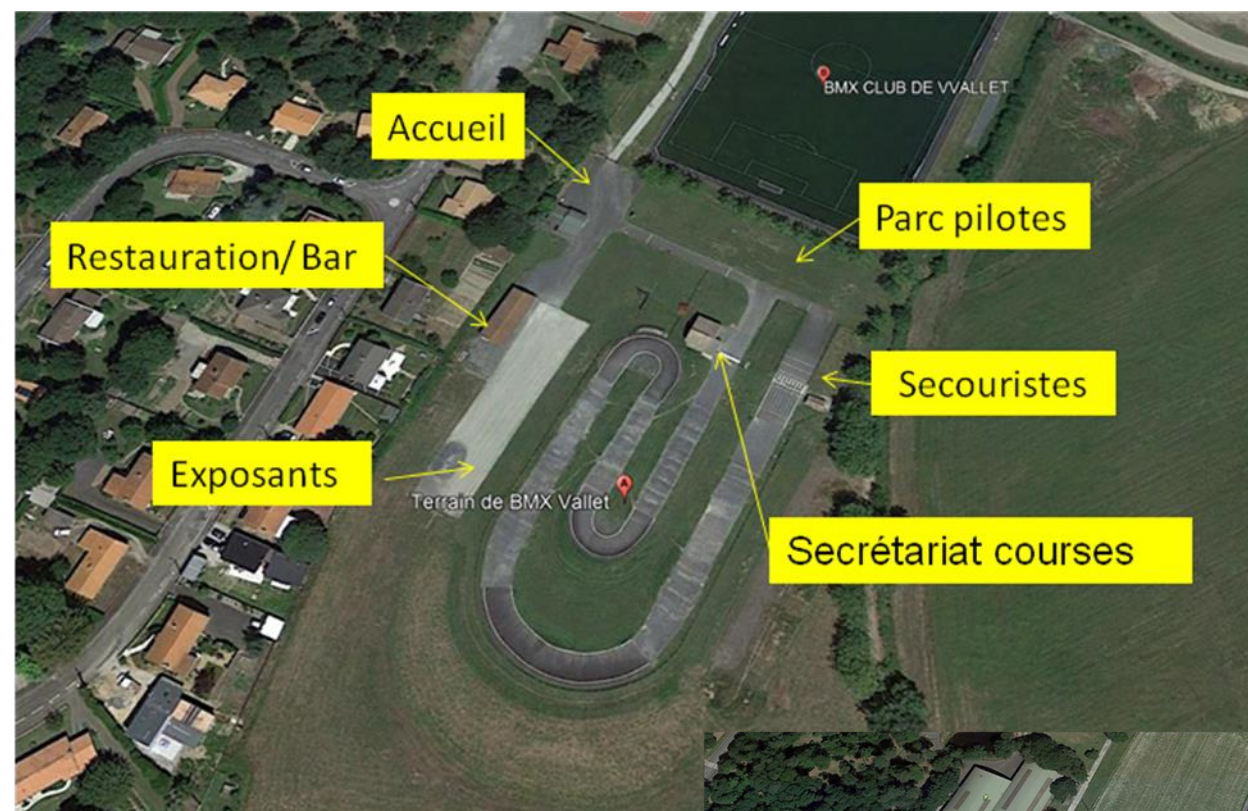 BMX CLUB DE VVALLET
Accueil
Parc pilotes
Restauration/Bar
Secouristes
Exposants
A
Terrain de BMX Vallet
Secrétariat courses